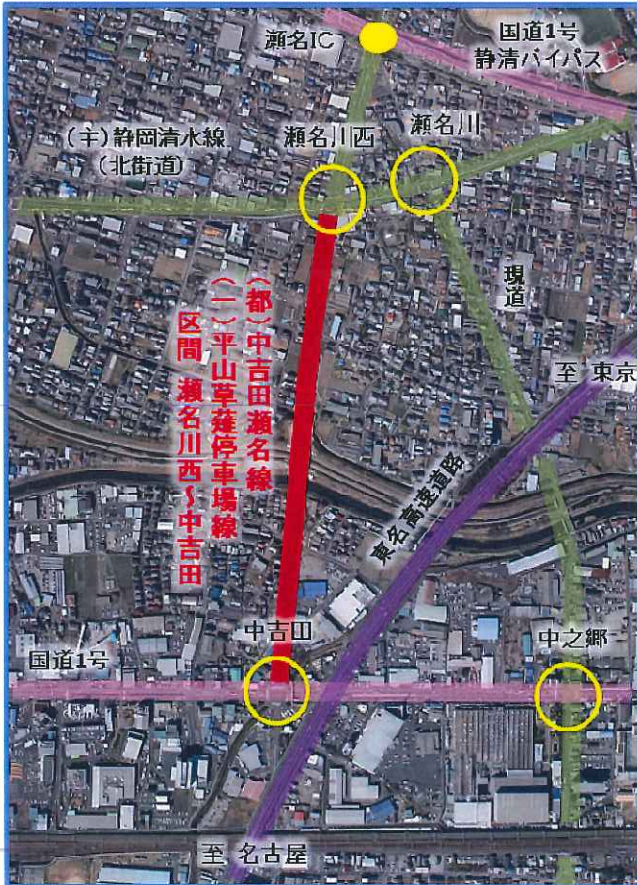 国道1号
静清バイパス
瀬名IC
(主)静岡清水線
(北街道)
瀬名川西
瀬名川
現道
至 東京
(都)中吉田瀬名線
(一)平山草薙停車場線
区間 瀬名川西~中吉田
東名高速道路
中吉田
国道1号
中之郷
至 名古屋